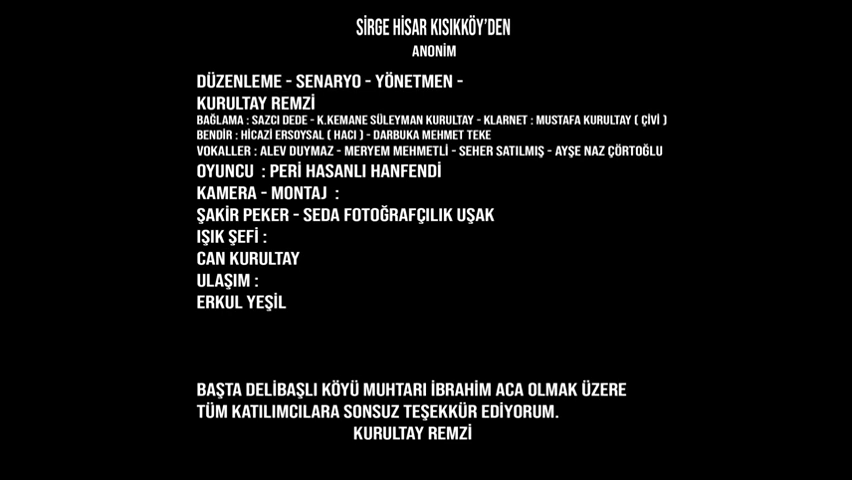 SİRGE HİSAR KISIKKÖY'DEN
ANONİM
DÜZENLEME - SENARYO - YÖNETMEN -
KURULTAY REMZİ
BAĞLAMA : SAZCI DEDE - K.KEMANE SÜLEYMAN KURULTAY - KLARNET : MUSTAFA KURULTAY ( ÇİVİ )
BENDİR : HİCAZİ ERSOYSAL ( HACI ) - DARBUKA MEHMET TEKE
VOKALLER : ALEV DUYMAZ - MERYEM MEHMETLİ - SEHER SATILMIŞ - AYŞE NAZ ÇÖRTOĞLU
OYUNCU : PERİ HASANLI HANFENDİ
KAMERA - MONTAJ :
ŞAKİR PEKER - SEDA FOTOĞRAFÇILIK UŞAK
IŞIK ŞEFİ :
CAN KURULTAY
ULAŞIM :
ERKUL YEŞİL
BAŞTA DELİBAŞLI KÖYÜ MUHTARI İBRAHİM ACA OLMAK ÜZERE
TÜM KATILIMCILARA SONSUZ TEŞEKKÜR EDİYORUM.
KURULTAY REMZİ